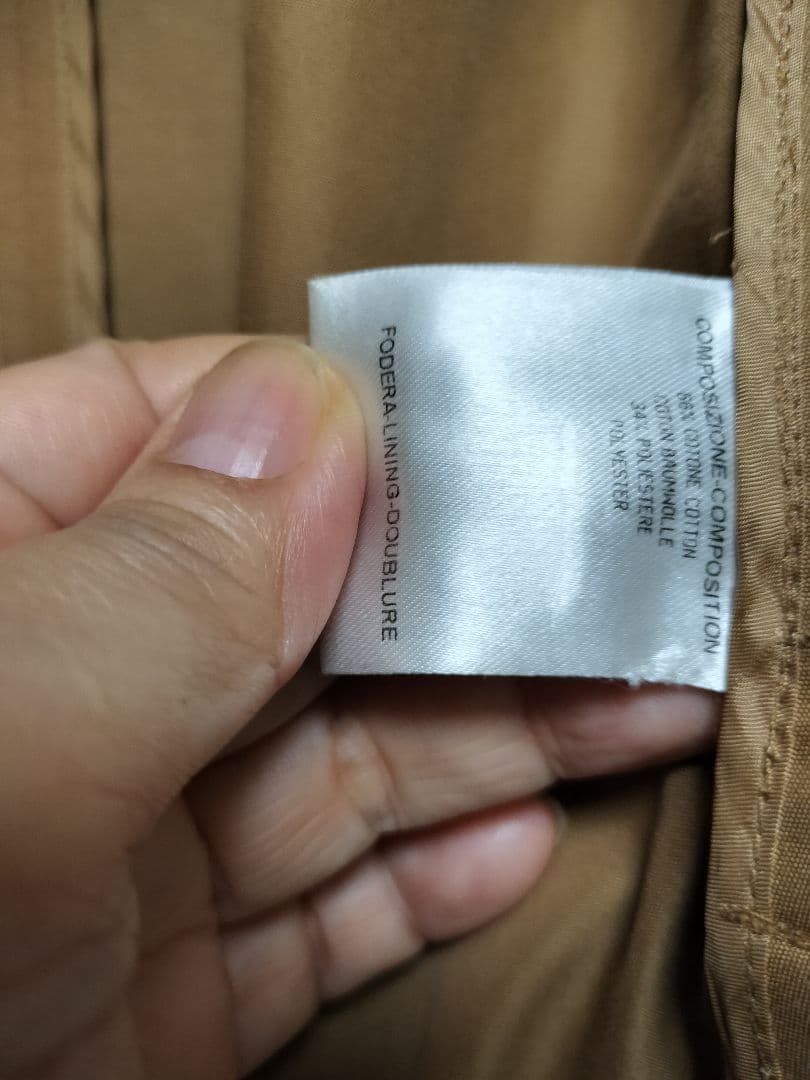 COMPOSIZIONE-COMPOSITION
66% COTONE COTTON
COTON BAUMWOLLE
34% POLIESTERE
POLYESTER
FODERA-LINING-DOUBLURE